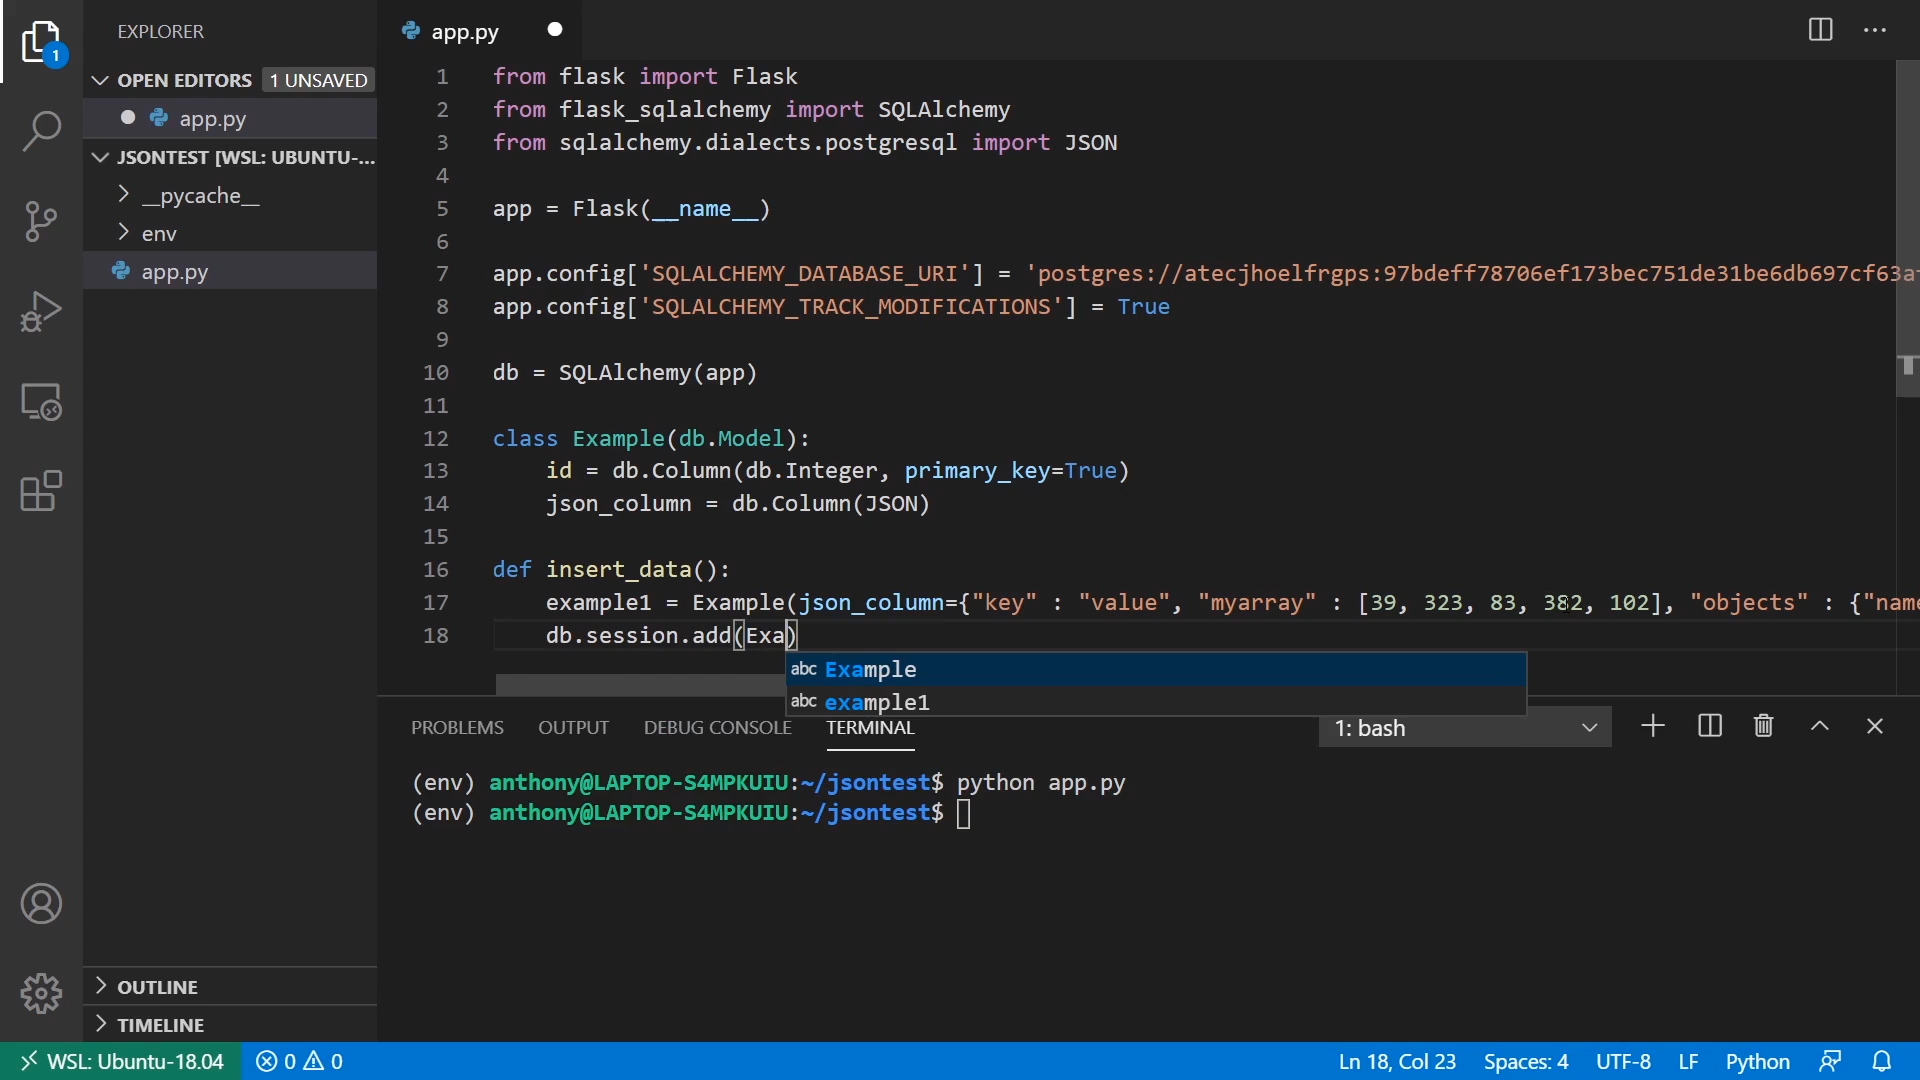 EXPLORER
OPEN EDITORS 1 UNSAVED
app.py
JSONTEST [WSL: UBUNTU-...
__pycache__
env
app.py
OUTLINE
TIMELINE
1
app.py
1 from flask import Flask
2 from flask_sqlalchemy import SQLAlchemy
3 from sqlalchemy.dialects.postgresql import JSON
4
5 app = Flask(__name__)
6
7 app.config['SQLALCHEMY_DATABASE_URI'] = 'postgres://atecjhoelfrgps:97bdeff78706ef173bec751de31be6db697cf63a
8 app.config['SQLALCHEMY_TRACK_MODIFICATIONS'] = True
9
10 db = SQLAlchemy(app)
11
12 class Example(db.Model):
13 id = db.Column(db.Integer, primary_key=True)
14 json_column = db.Column(JSON)
15
16 def insert_data():
17 example1 = Example(json_column={"key" : "value", "myarray" : [39, 323, 83, 382, 102], "objects" : {"name
18 db.session.add(Exa)
abc Example
abc example1
PROBLEMS OUTPUT DEBUG CONSOLE TERMINAL 1: bash
(env) anthony@LAPTOP-S4MPKUIU:~/jsontest$ python app.py
(env) anthony@LAPTOP-S4MPKUIU:~/jsontest$
WSL: Ubuntu-18.04 0 0 Ln 18, Col 23 Spaces: 4 UTF-8 LF Python